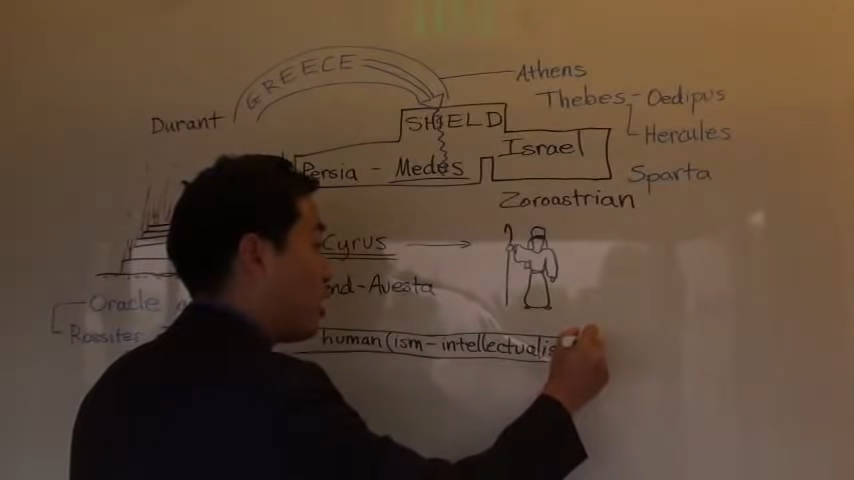 GREECE
Athens
Thebes - Oedipus
Hercules
Durant
SHIELD
Israel
Persia - Medes
Sparta
Zoroastrian
Cyrus
nd-Avesta
Oracle
Rossiter
human(ism-intellectualis